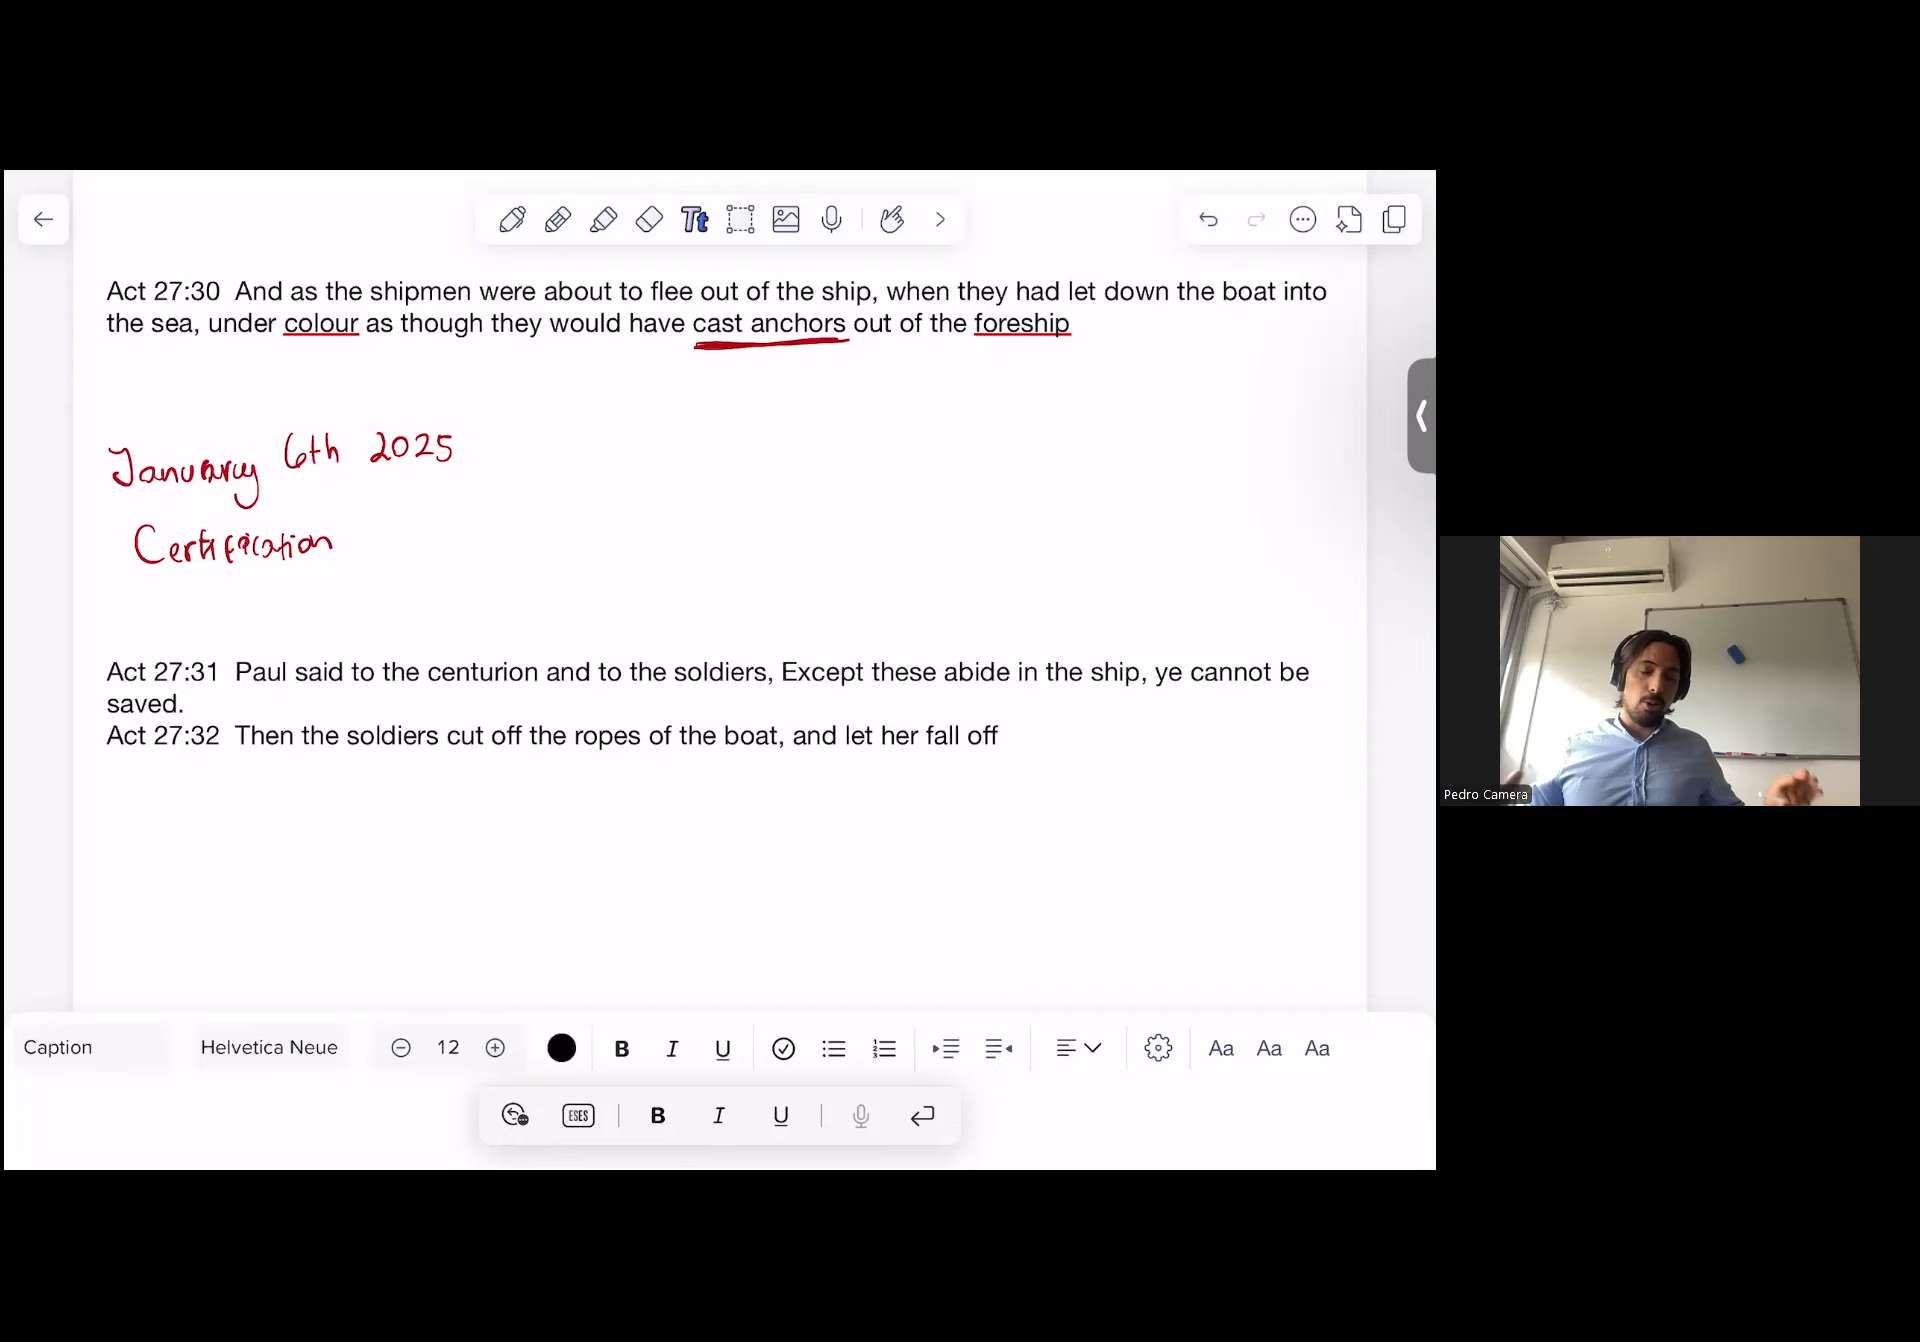 Act 27:30  And as the shipmen were about to flee out of the ship, when they had let down the boat into
the sea, under colour as though they would have cast anchors out of the foreship
January 6th 2025
Certification
Act 27:31  Paul said to the centurion and to the soldiers, Except these abide in the ship, ye cannot be
saved.
Act 27:32  Then the soldiers cut off the ropes of the boat, and let her fall off
Pedro Camera
Caption Helvetica Neue 12 B I U Aa Aa Aa
ESES B I U